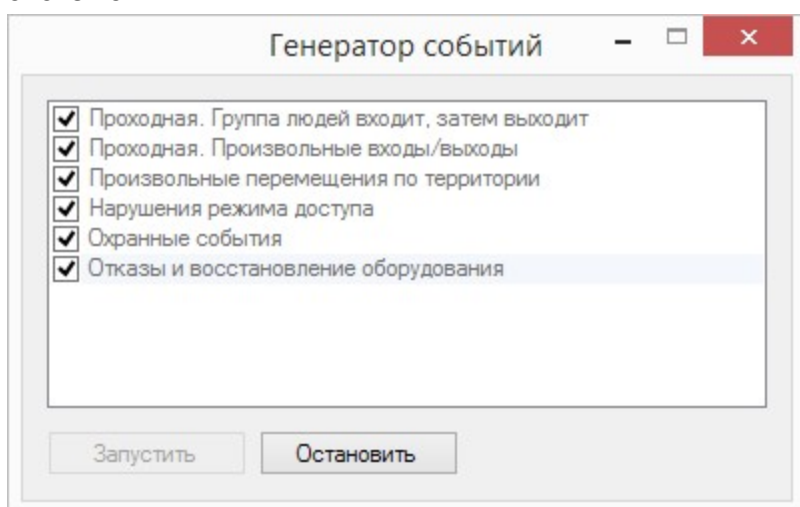 Генератор событий
Проходная. Группа людей входит, затем выходит
Проходная. Произвольные входы/выходы
Произвольные перемещения по территории
Нарушения режима доступа
Охранные события
Отказы и восстановление оборудования
Запустить Остановить